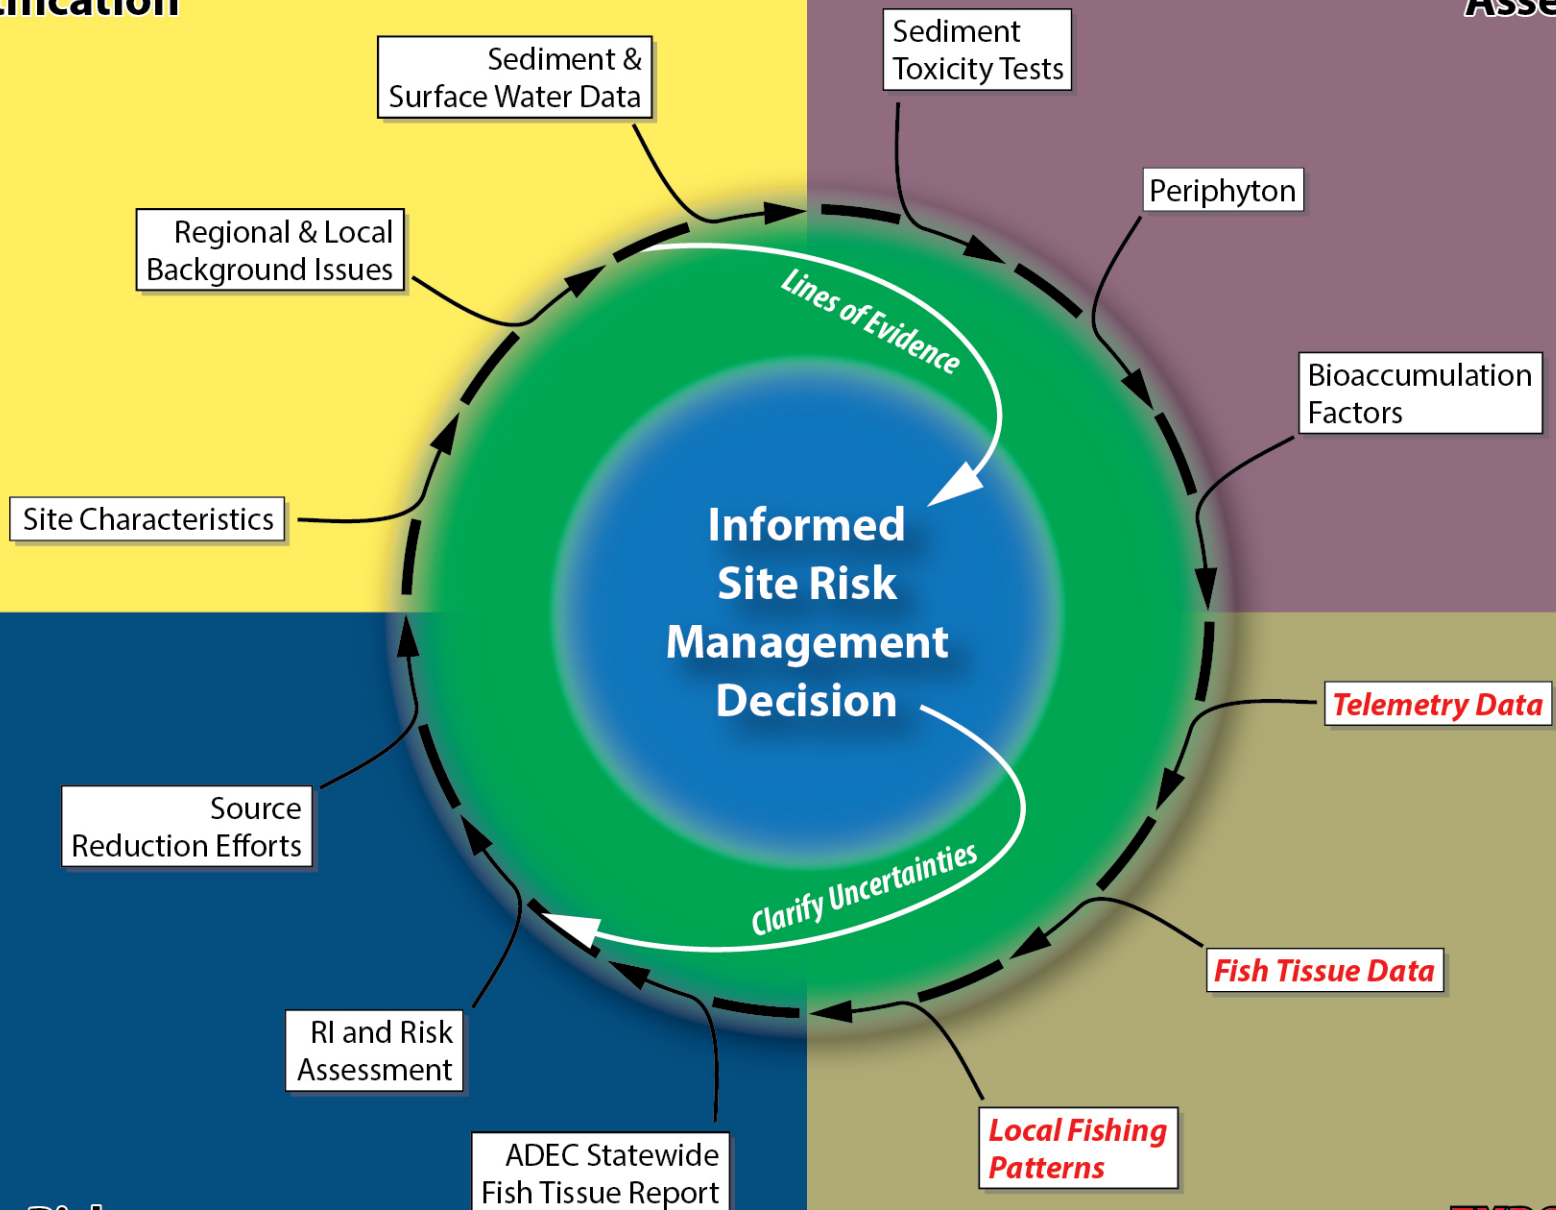 Sediment &
Surface Water Data
Sediment
Toxicity Tests
Periphyton
Regional & Local
Background Issues
Lines of Evidence
Bioaccumulation
Factors
Site Characteristics
Informed
Site Risk
Management
Decision
Telemetry Data
Source
Reduction Efforts
Clarify Uncertainties
Fish Tissue Data
RI and Risk
Assessment
Local Fishing
Patterns
ADEC Statewide
Fish Tissue Report